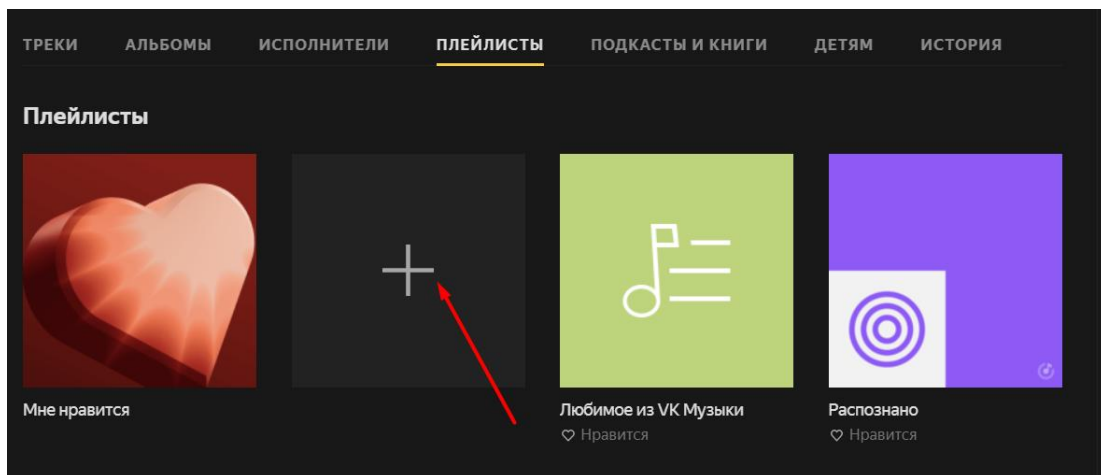 ТРЕКИ АЛЬБОМЫ ИСПОЛНИТЕЛИ ПЛЕЙЛИСТЫ ПОДКАСТЫ И КНИГИ ДЕТЯМ ИСТОРИЯ
Плейлисты
Мне нравится Любимое из VK Музыки Распознано
Нравится Нравится